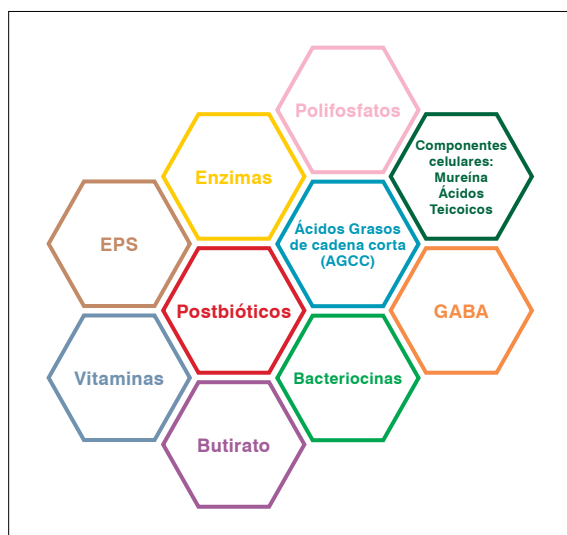 Polifosfatos
Componentes
celulares:
Mureína
Ácidos
Teicoicos
Enzimas
Ácidos Grasos
de cadena corta
(AGCC)
EPS
Postbióticos
GABA
Vitaminas
Bacteriocinas
Butirato